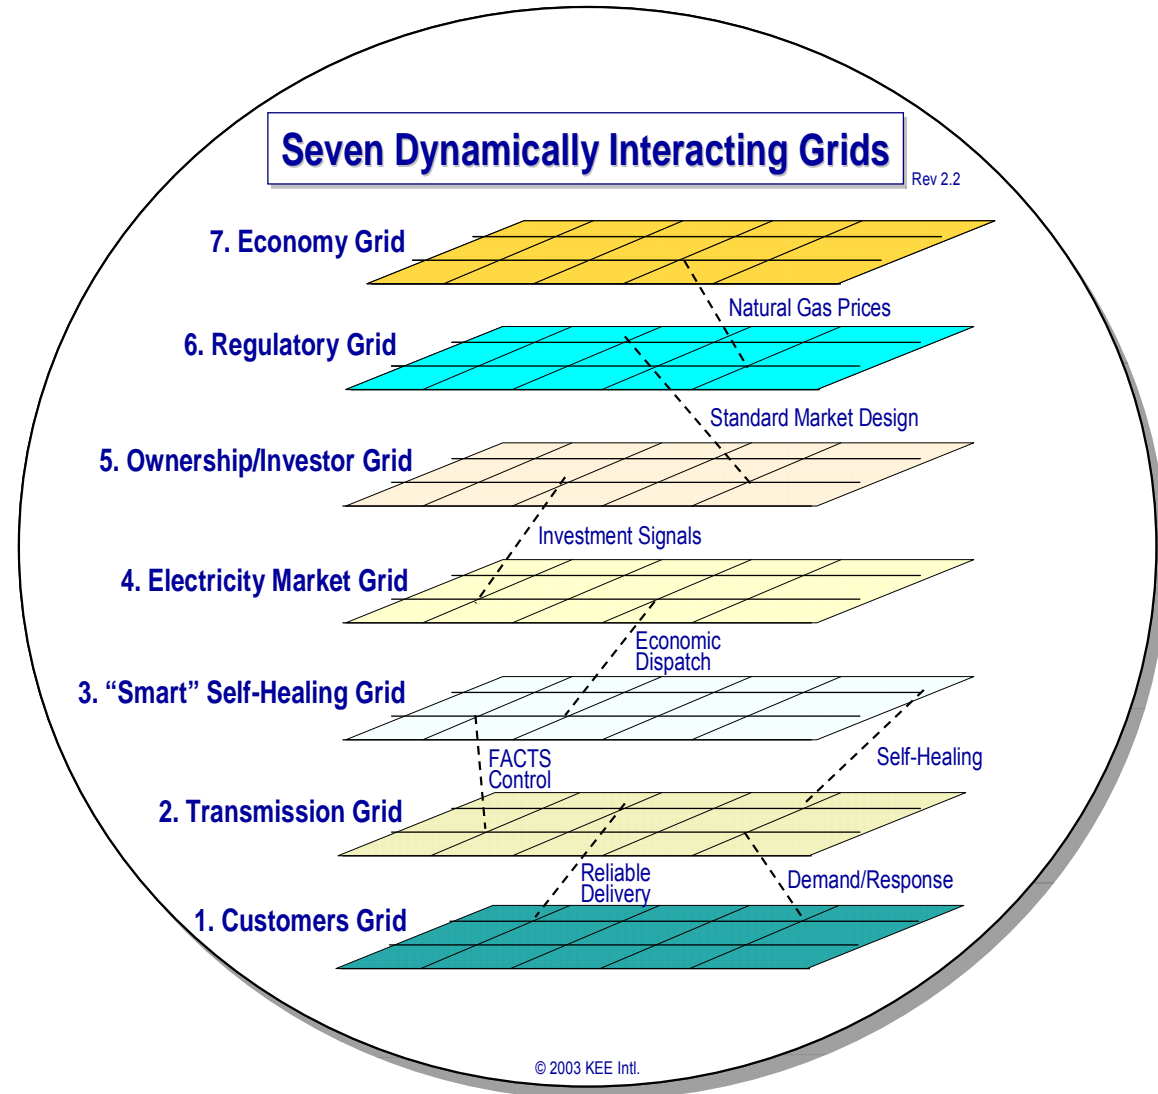 Seven Dynamically Interacting Grids
Rev 2.2
7. Economy Grid
Natural Gas Prices
6. Regulatory Grid
Standard Market Design
5. Ownership/Investor Grid
Investment Signals
4. Electricity Market Grid
Economic
Dispatch
3. “Smart” Self-Healing Grid
FACTS
Control
Self-Healing
2. Transmission Grid
Reliable
Delivery
Demand/Response
1. Customers Grid
© 2003 KEE Intl.